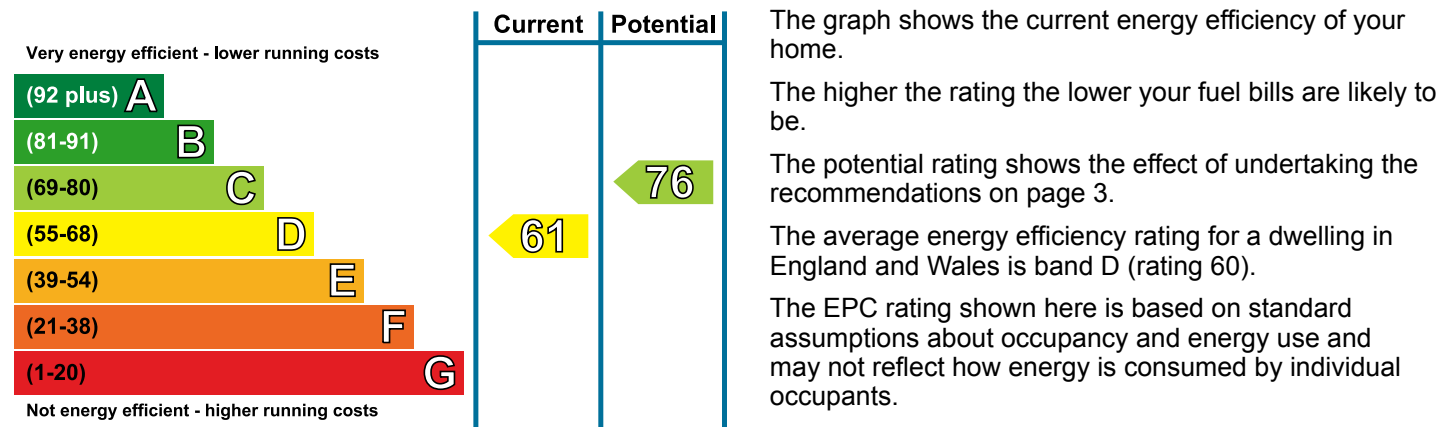 Current Potential
Very energy efficient - lower running costs
(92 plus) A
(81-91) B
(69-80) C
(55-68) D
(39-54) E
(21-38) F
(1-20) G
Not energy efficient - higher running costs
61
76
The graph shows the current energy efficiency of your
home.
The higher the rating the lower your fuel bills are likely to
be.
The potential rating shows the effect of undertaking the
recommendations on page 3.
The average energy efficiency rating for a dwelling in
England and Wales is band D (rating 60).
The EPC rating shown here is based on standard
assumptions about occupancy and energy use and
may not reflect how energy is consumed by individual
occupants.